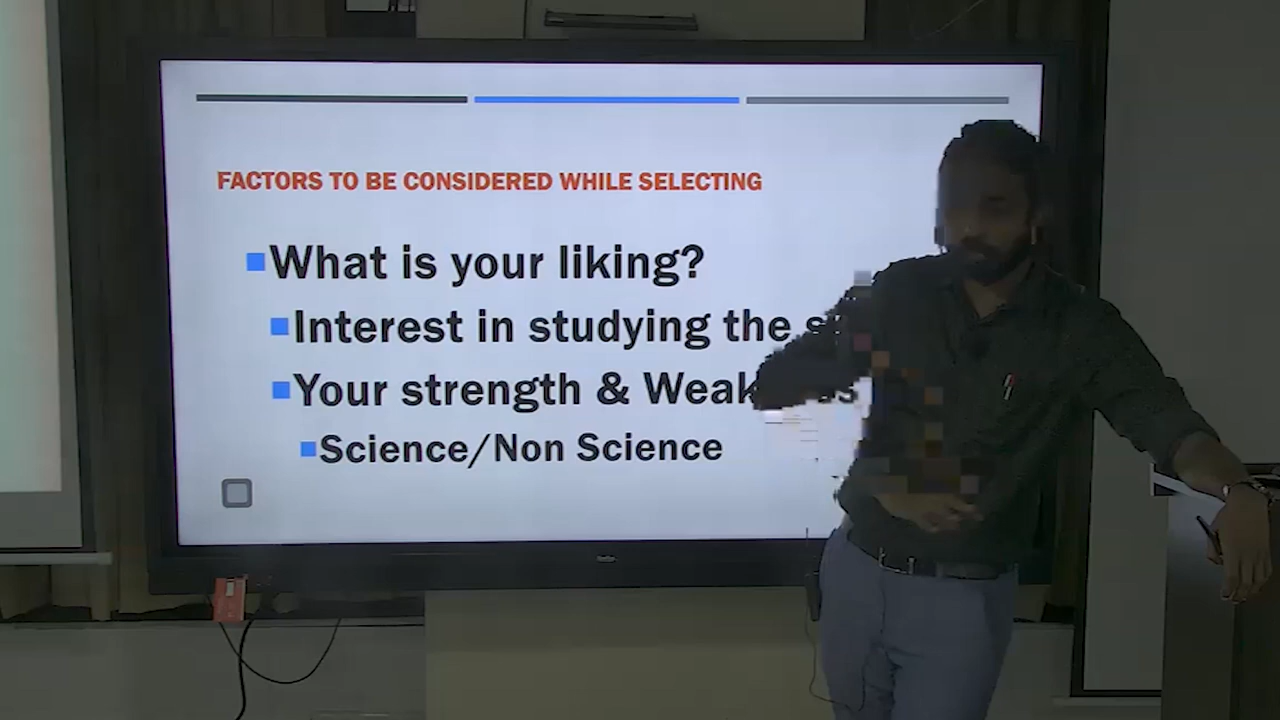 FACTORS TO BE CONSIDERED WHILE SELECTING
What is your liking?
Interest in studying the
Your strength &
Science/Non Science